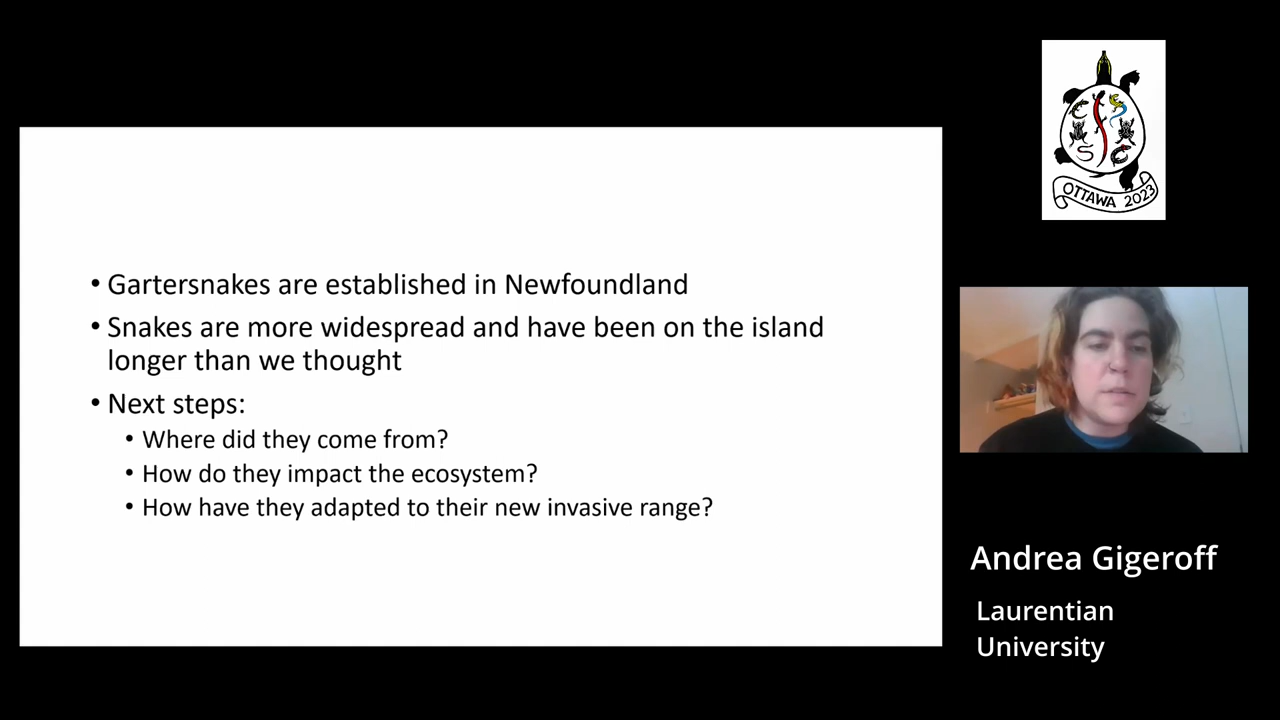 • Gartersnakes are established in Newfoundland
• Snakes are more widespread and have been on the island
longer than we thought
• Next steps:
• Where did they come from?
• How do they impact the ecosystem?
• How have they adapted to their new invasive range?
OTTAWA 2023
Andrea Gigeroff
Laurentian
University